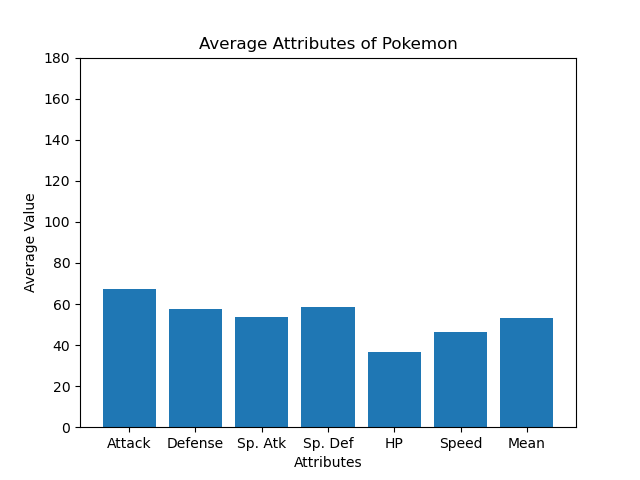 Average Attributes of Pokemon
180
160
140
120
100
80
60
40
20
0
Average Value
Attack Defense Sp. Atk Sp. Def HP Speed Mean
Attributes